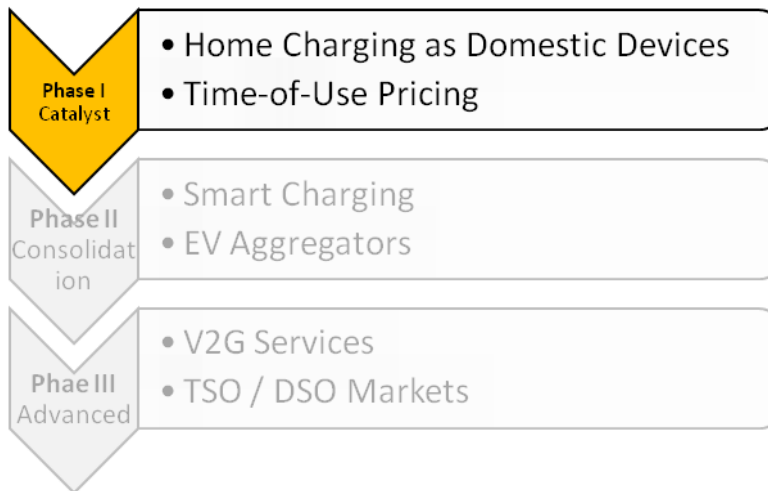 Phase I
Catalyst
• Home Charging as Domestic Devices
• Time-of-Use Pricing
Phase II
Consolidat
ion
• Smart Charging
• EV Aggregators
Phae III
Advanced
• V2G Services
• TSO / DSO Markets